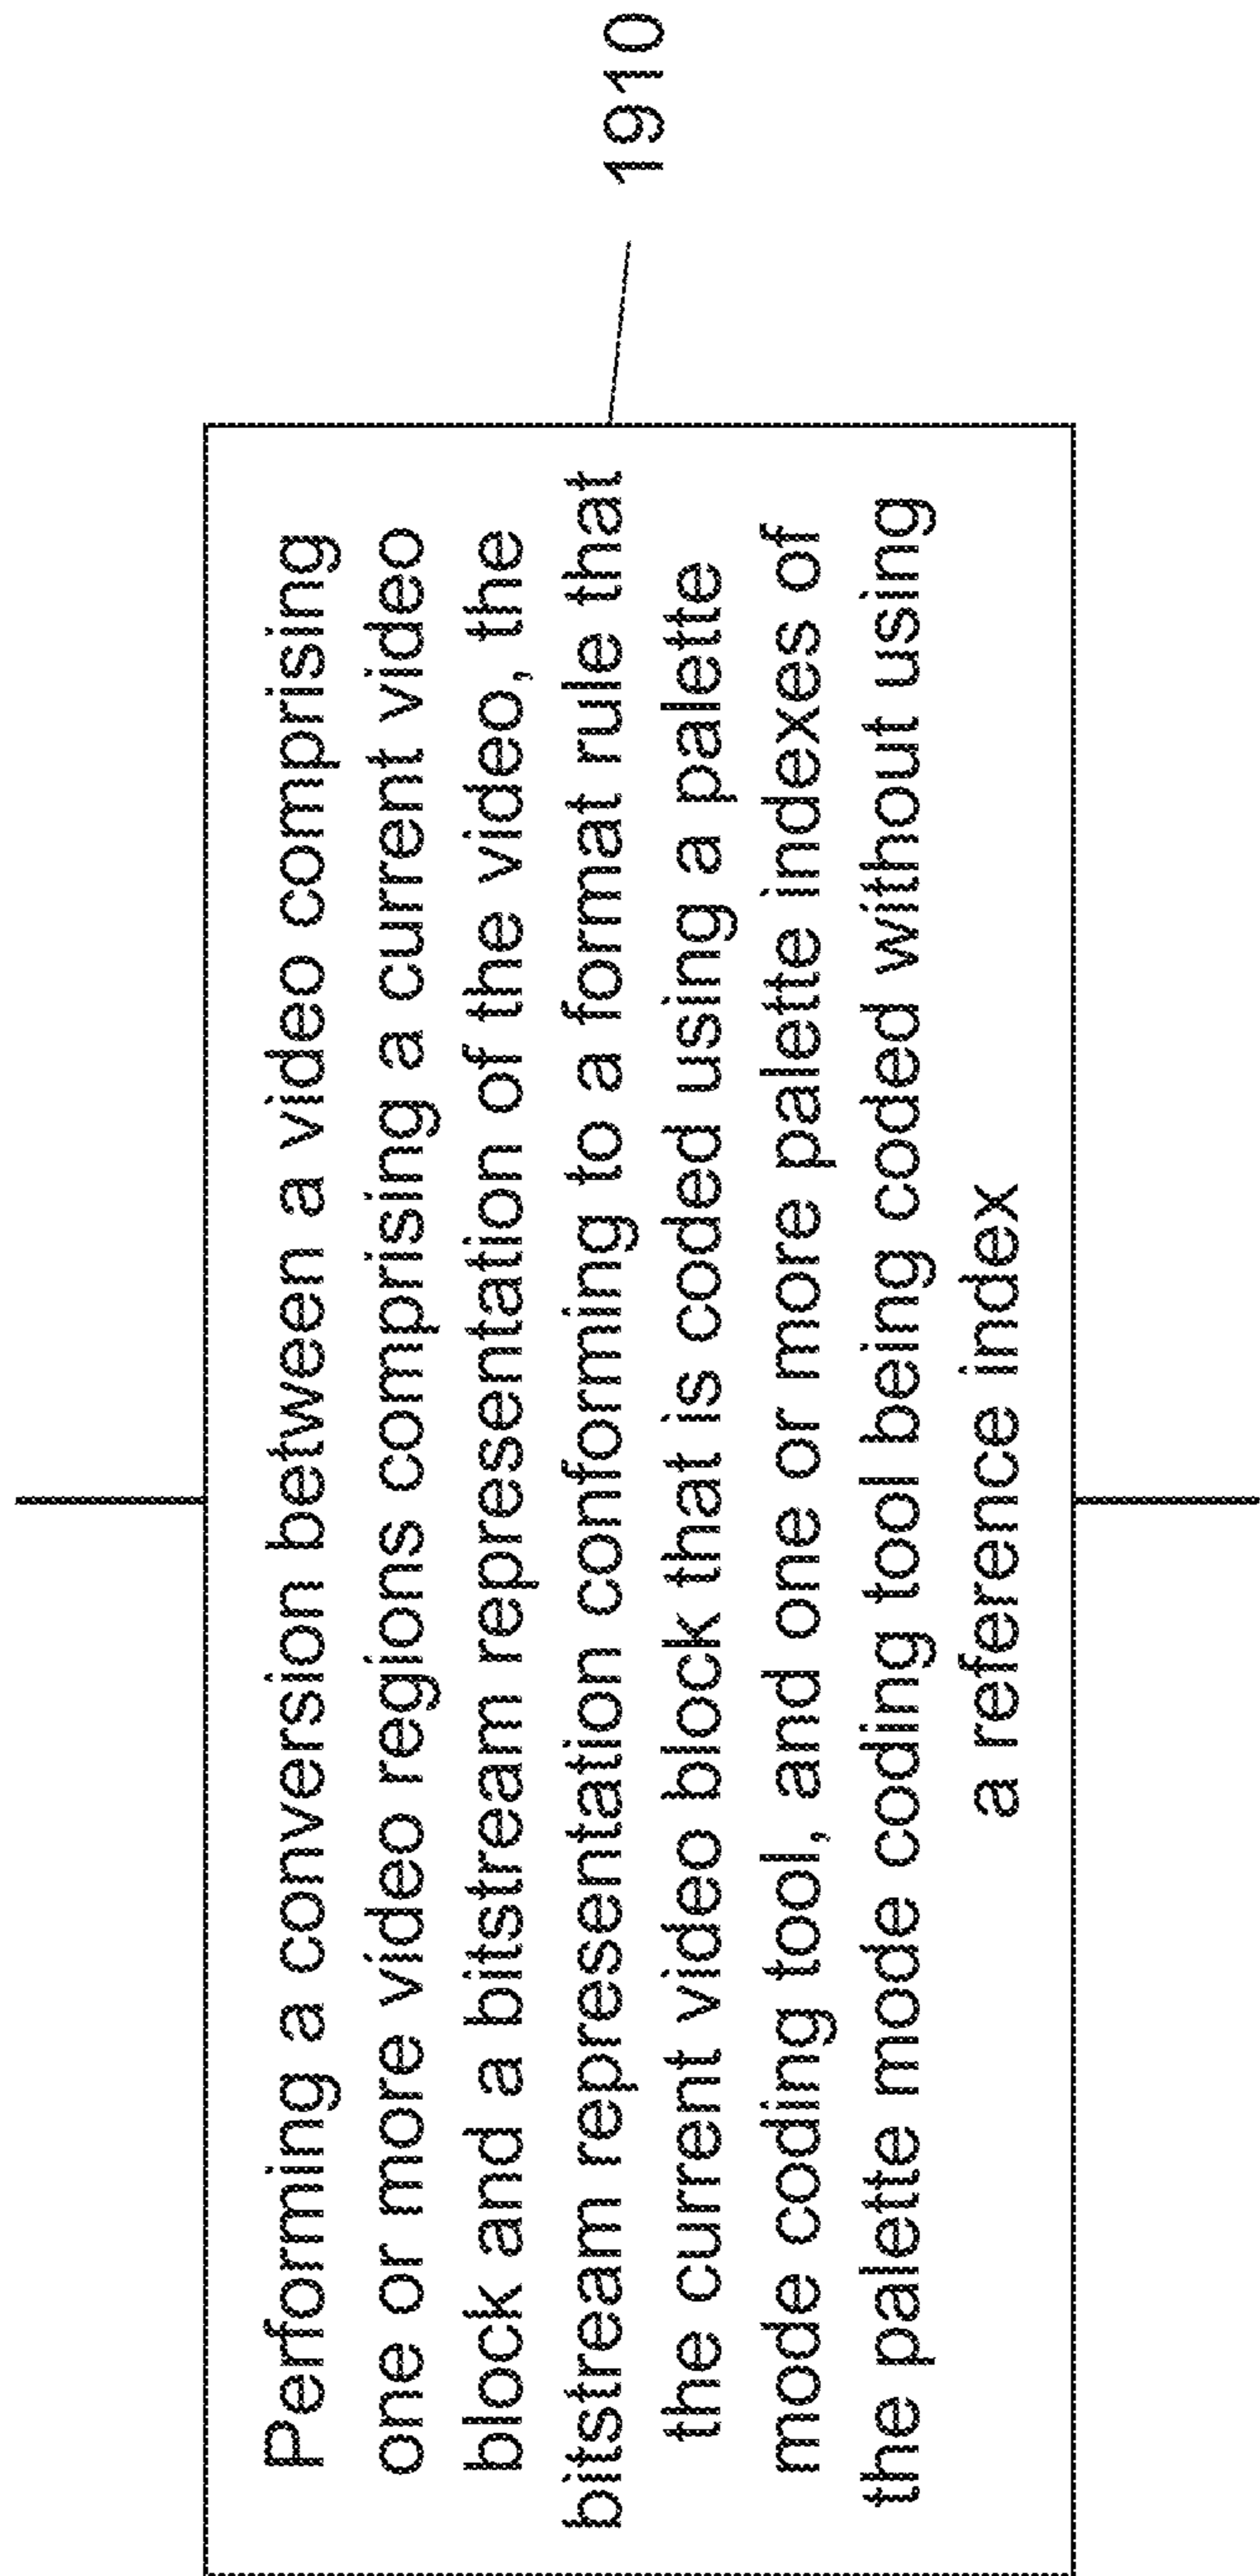 Performing a conversion between a video comprising
one or more video regions comprising a current video
block and a bitstream representation of the video, the
bitstream representation conforming to a format rule that
the current video block that is coded using a palette
mode coding tool, and one or more palette indexes of
the palette mode coding tool being coded without using
a reference index
1910